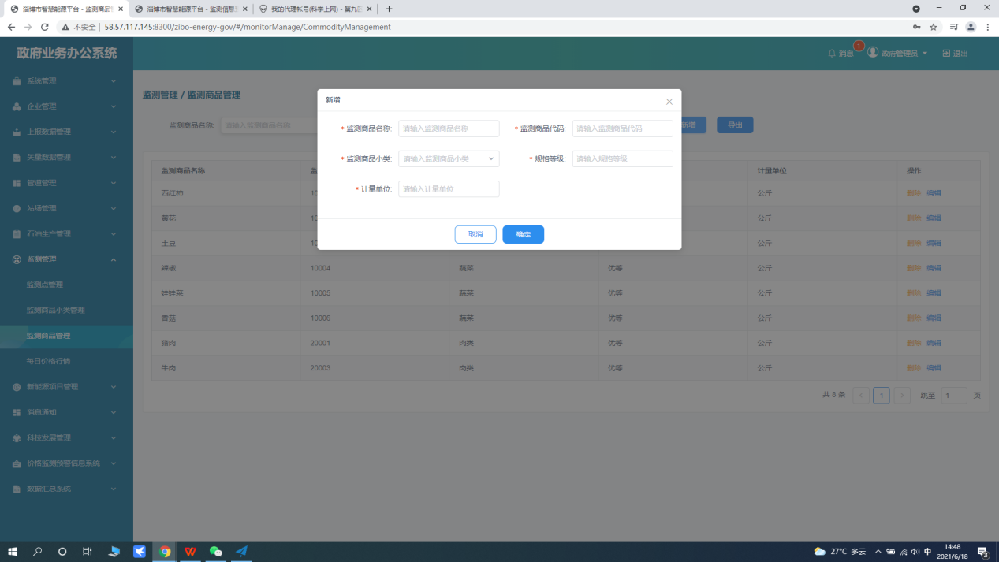 淄博市智慧能源平台 - 监测商品管
淄博市智慧能源平台 - 监测信息
我的代理帐号(科学上网) - 第九
不安全 58.57.117.145:8300/zibo-energy-gov/#/monitorManage/CommodityManagement
政府业务办公系统
消息 1 政府管理员 退出
系统管理
企业管理
上报数据管理
矢量数据管理
管道管理
站场管理
石油生产管理
监测管理
监测点管理
监测商品小类管理
监测商品管理
每日价格行情
新能源项目管理
消息通知
科技发展管理
价格监测预警信息系统
数据汇总系统
监测管理 / 监测商品管理
监测商品名称: 请输入监测商品名称 新增 导出
新增
* 监测商品名称: 请输入监测商品名称 * 监测商品代码: 请输入监测商品代码
* 监测商品小类: 请输入监测商品小类 * 规格等级: 请输入规格等级
* 计量单位: 请输入计量单位
取消 确定
监测商品名称 监 计量单位 操作
西红柿 10 公斤 删除 编辑
黄花 10 公斤 删除 编辑
土豆 10 公斤 删除 编辑
辣椒 10004 蔬菜 优等 公斤 删除 编辑
娃娃菜 10005 蔬菜 优等 公斤 删除 编辑
香菇 10006 蔬菜 优等 公斤 删除 编辑
猪肉 20001 肉类 优等 公斤 删除 编辑
牛肉 20003 肉类 优等 公斤 删除 编辑
共 8 条 1 跳至 1 页
27°C 多云 中 14:48
2021/6/18 3